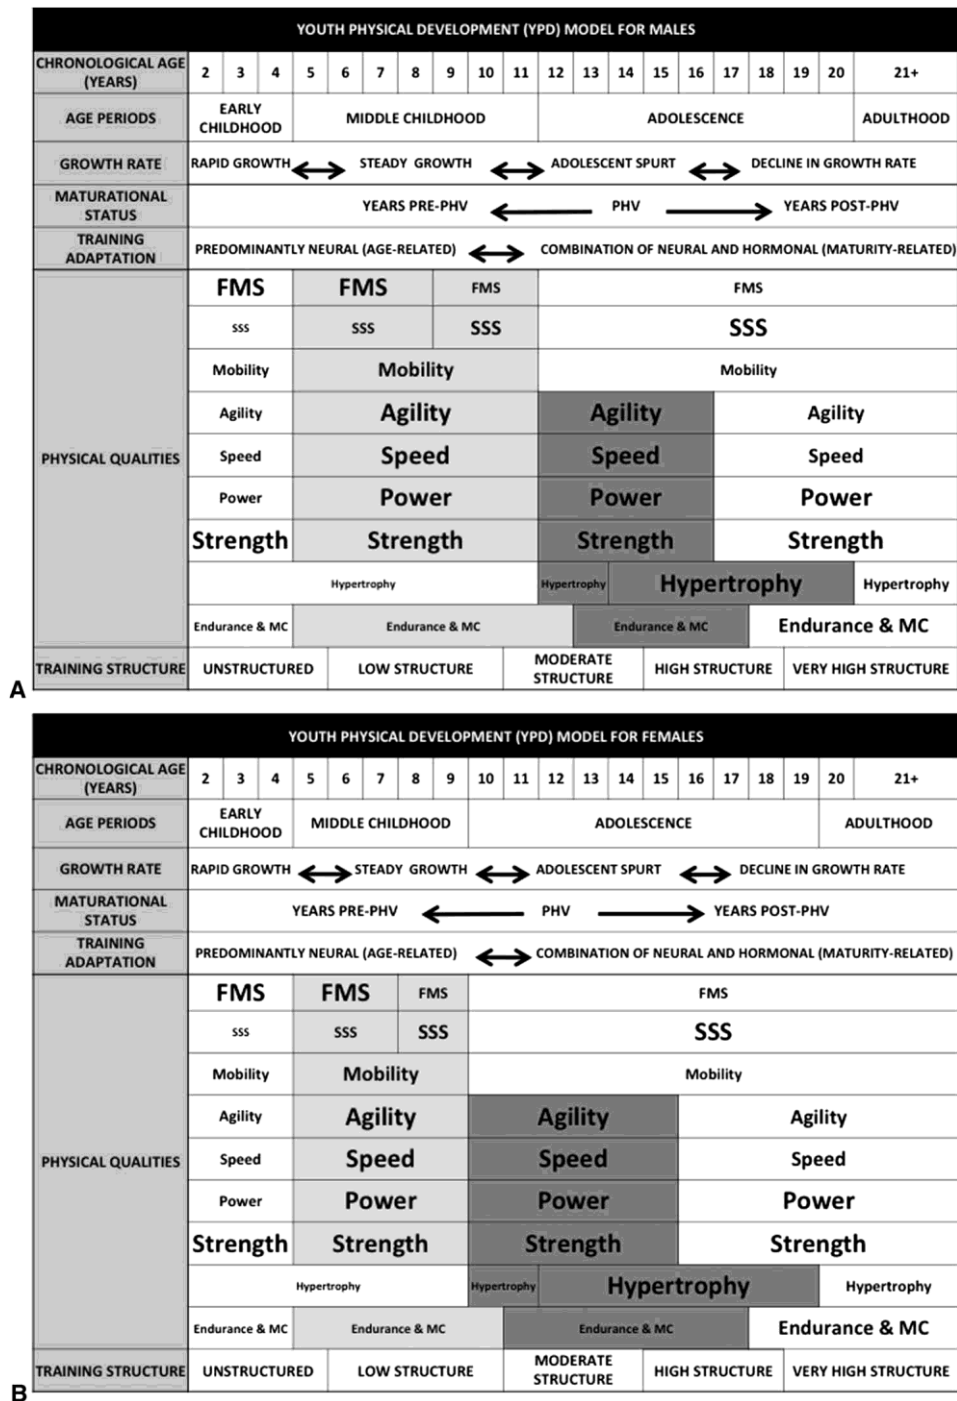 YOUTH PHYSICAL DEVELOPMENT (YPD) MODEL FOR MALES
CHRONOLOGICAL AGE (YEARS) 2 3 4 5 6 7 8 9 10 11 12 13 14 15 16 17 18 19 20 21+
AGE PERIODS EARLY CHILDHOOD MIDDLE CHILDHOOD ADOLESCENCE ADULTHOOD
GROWTH RATE RAPID GROWTH STEADY GROWTH ADOLESCENT SPURT DECLINE IN GROWTH RATE
MATURATIONAL STATUS YEARS PRE-PHV PHV YEARS POST-PHV
TRAINING ADAPTATION PREDOMINANTLY NEURAL (AGE-RELATED) COMBINATION OF NEURAL AND HORMONAL (MATURITY-RELATED)
PHYSICAL QUALITIES
FMS FMS FMS FMS
SSS SSS SSS SSS
Mobility Mobility Mobility
Agility Agility Agility Agility
Speed Speed Speed Speed
Power Power Power Power
Strength Strength Strength Strength
Hypertrophy Hypertrophy Hypertrophy Hypertrophy
Endurance & MC Endurance & MC Endurance & MC Endurance & MC
TRAINING STRUCTURE UNSTRUCTURED LOW STRUCTURE MODERATE STRUCTURE HIGH STRUCTURE VERY HIGH STRUCTURE
A
YOUTH PHYSICAL DEVELOPMENT (YPD) MODEL FOR FEMALES
CHRONOLOGICAL AGE (YEARS) 2 3 4 5 6 7 8 9 10 11 12 13 14 15 16 17 18 19 20 21+
AGE PERIODS EARLY CHILDHOOD MIDDLE CHILDHOOD ADOLESCENCE ADULTHOOD
GROWTH RATE RAPID GROWTH STEADY GROWTH ADOLESCENT SPURT DECLINE IN GROWTH RATE
MATURATIONAL STATUS YEARS PRE-PHV PHV YEARS POST-PHV
TRAINING ADAPTATION PREDOMINANTLY NEURAL (AGE-RELATED) COMBINATION OF NEURAL AND HORMONAL (MATURITY-RELATED)
PHYSICAL QUALITIES
FMS FMS FMS FMS
SSS SSS SSS SSS
Mobility Mobility Mobility
Agility Agility Agility Agility
Speed Speed Speed Speed
Power Power Power Power
Strength Strength Strength Strength
Hypertrophy Hypertrophy Hypertrophy Hypertrophy
Endurance & MC Endurance & MC Endurance & MC Endurance & MC
TRAINING STRUCTURE UNSTRUCTURED LOW STRUCTURE MODERATE STRUCTURE HIGH STRUCTURE VERY HIGH STRUCTURE
B